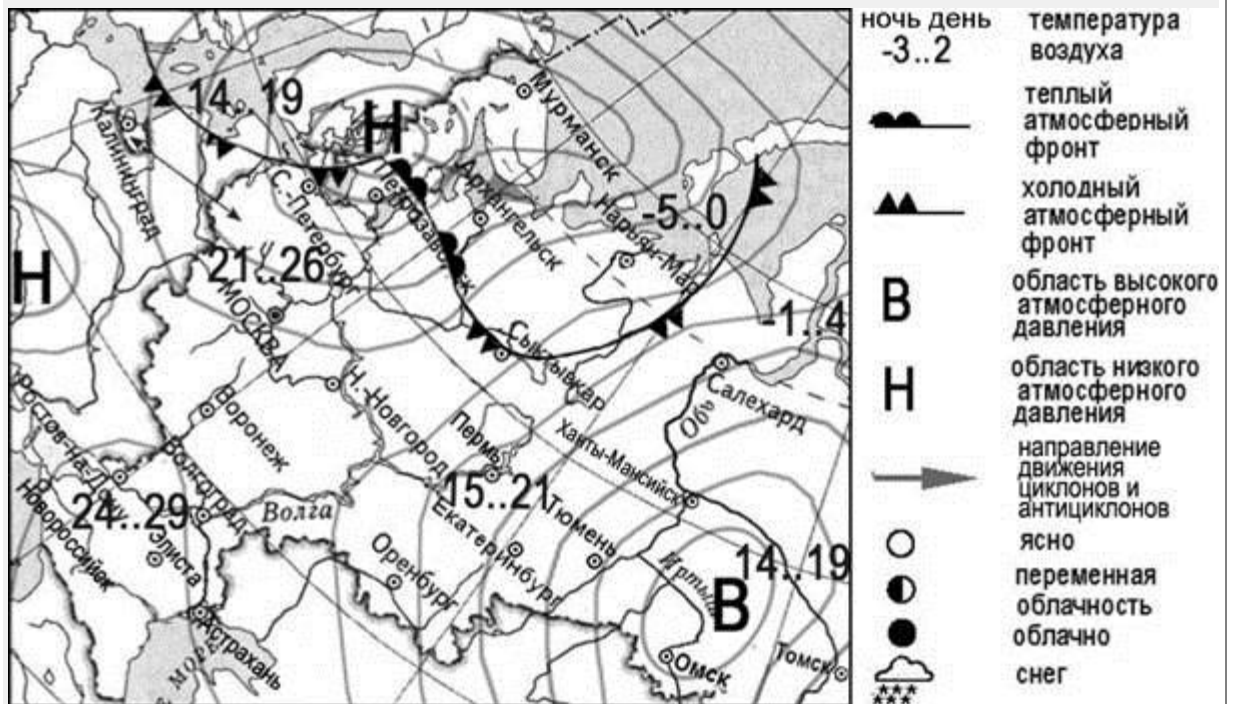 14..19
Н
Мурманск
Калининград
С.-Петербург
Петрозаводск
Архангельск
Нарьян-Мар
-5..0
Н
21..26
МОСКВА
-1..4
Сыктывкар
Салехард
Обь
Н.-Новгород
Воронеж
Пермь
Ханты-Мансийск
Ростов-на-Дону
Волгоград
Новороссийск
24..29
Элиста
Волга
15..21
Тюмень
Екатеринбург
Оренбург
Иртыш
14..19
В
Астрахань
МОРЕ
Омск
Томск
ночь день
-3..2
температура
воздуха
теплый
атмосферный
фронт
холодный
атмосферный
фронт
В
область высокого
атмосферного
давления
Н
область низкого
атмосферного
давления
направление
движения
циклонов и
антициклонов
ясно
переменная
облачность
облачно
снег